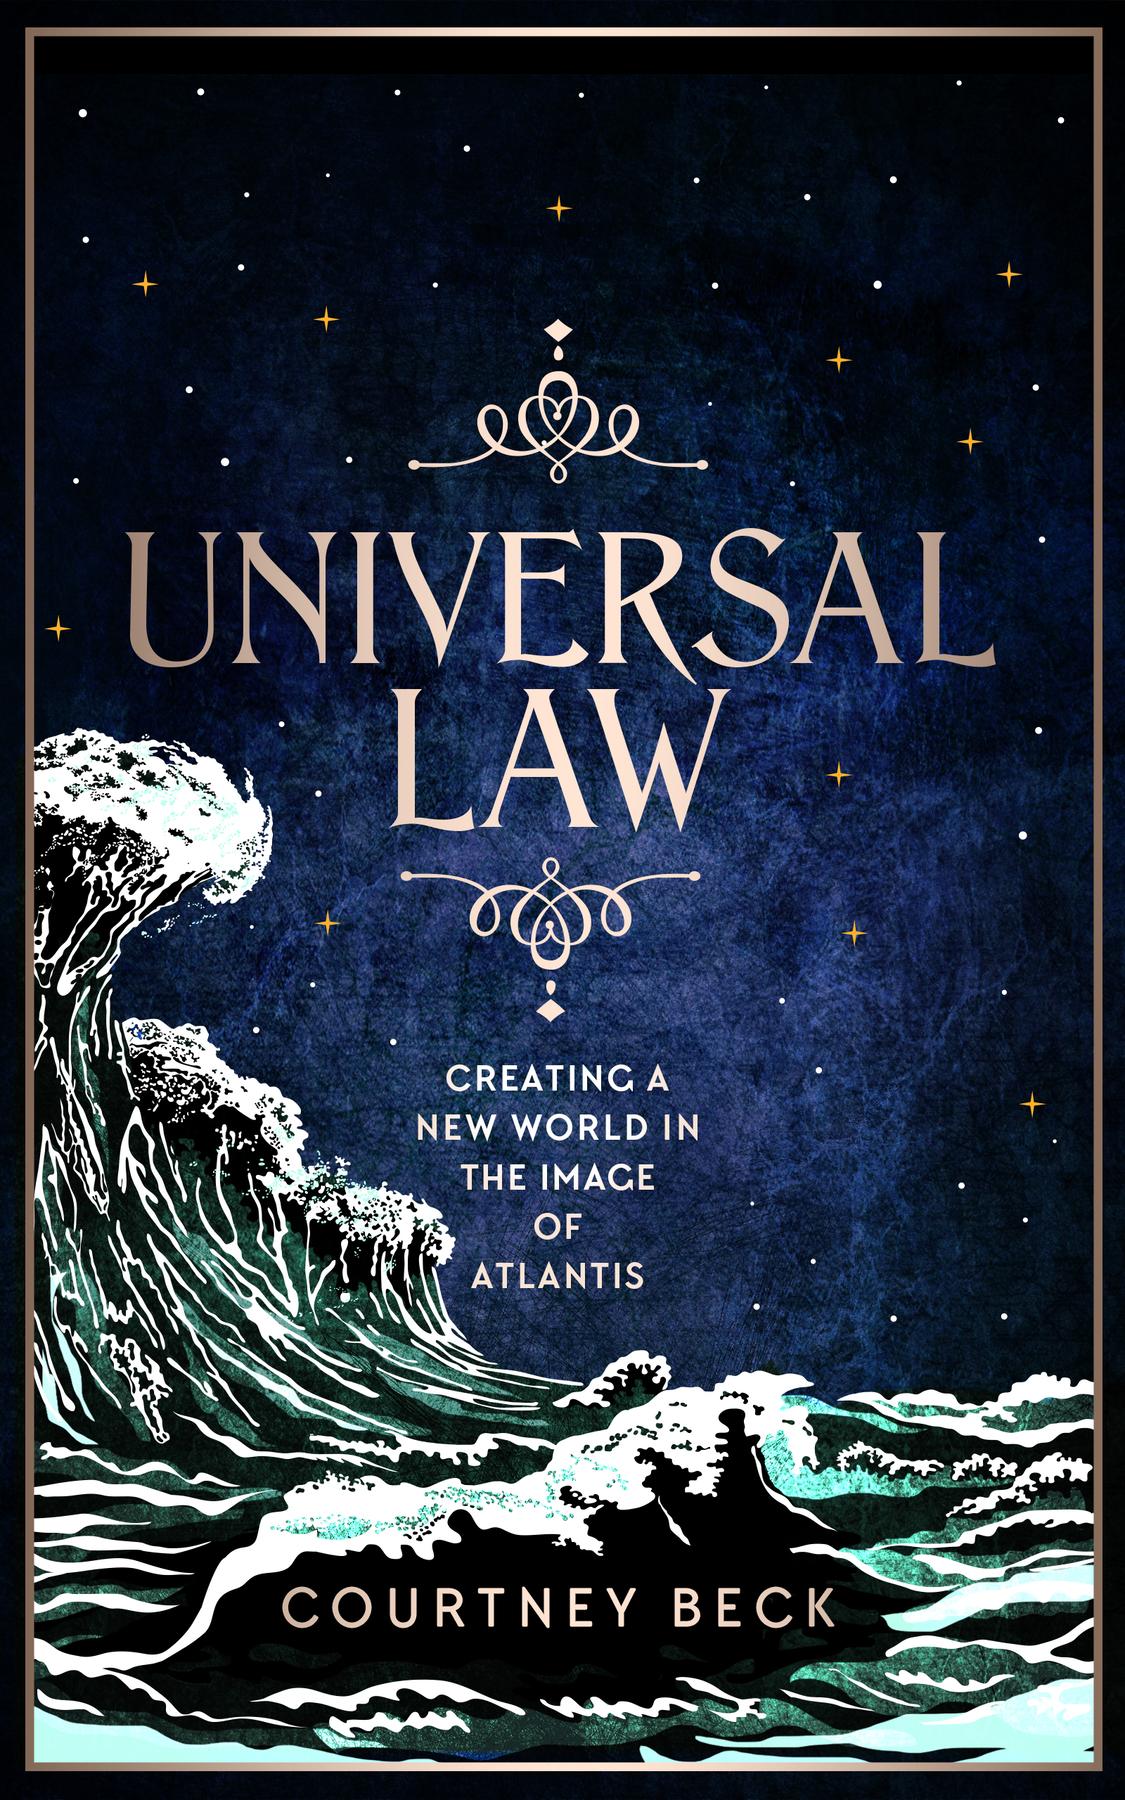 UNIVERSAL
LAW
CREATING A
NEW WORLD IN
THE IMAGE
OF
ATLANTIS
COURTNEY BECK